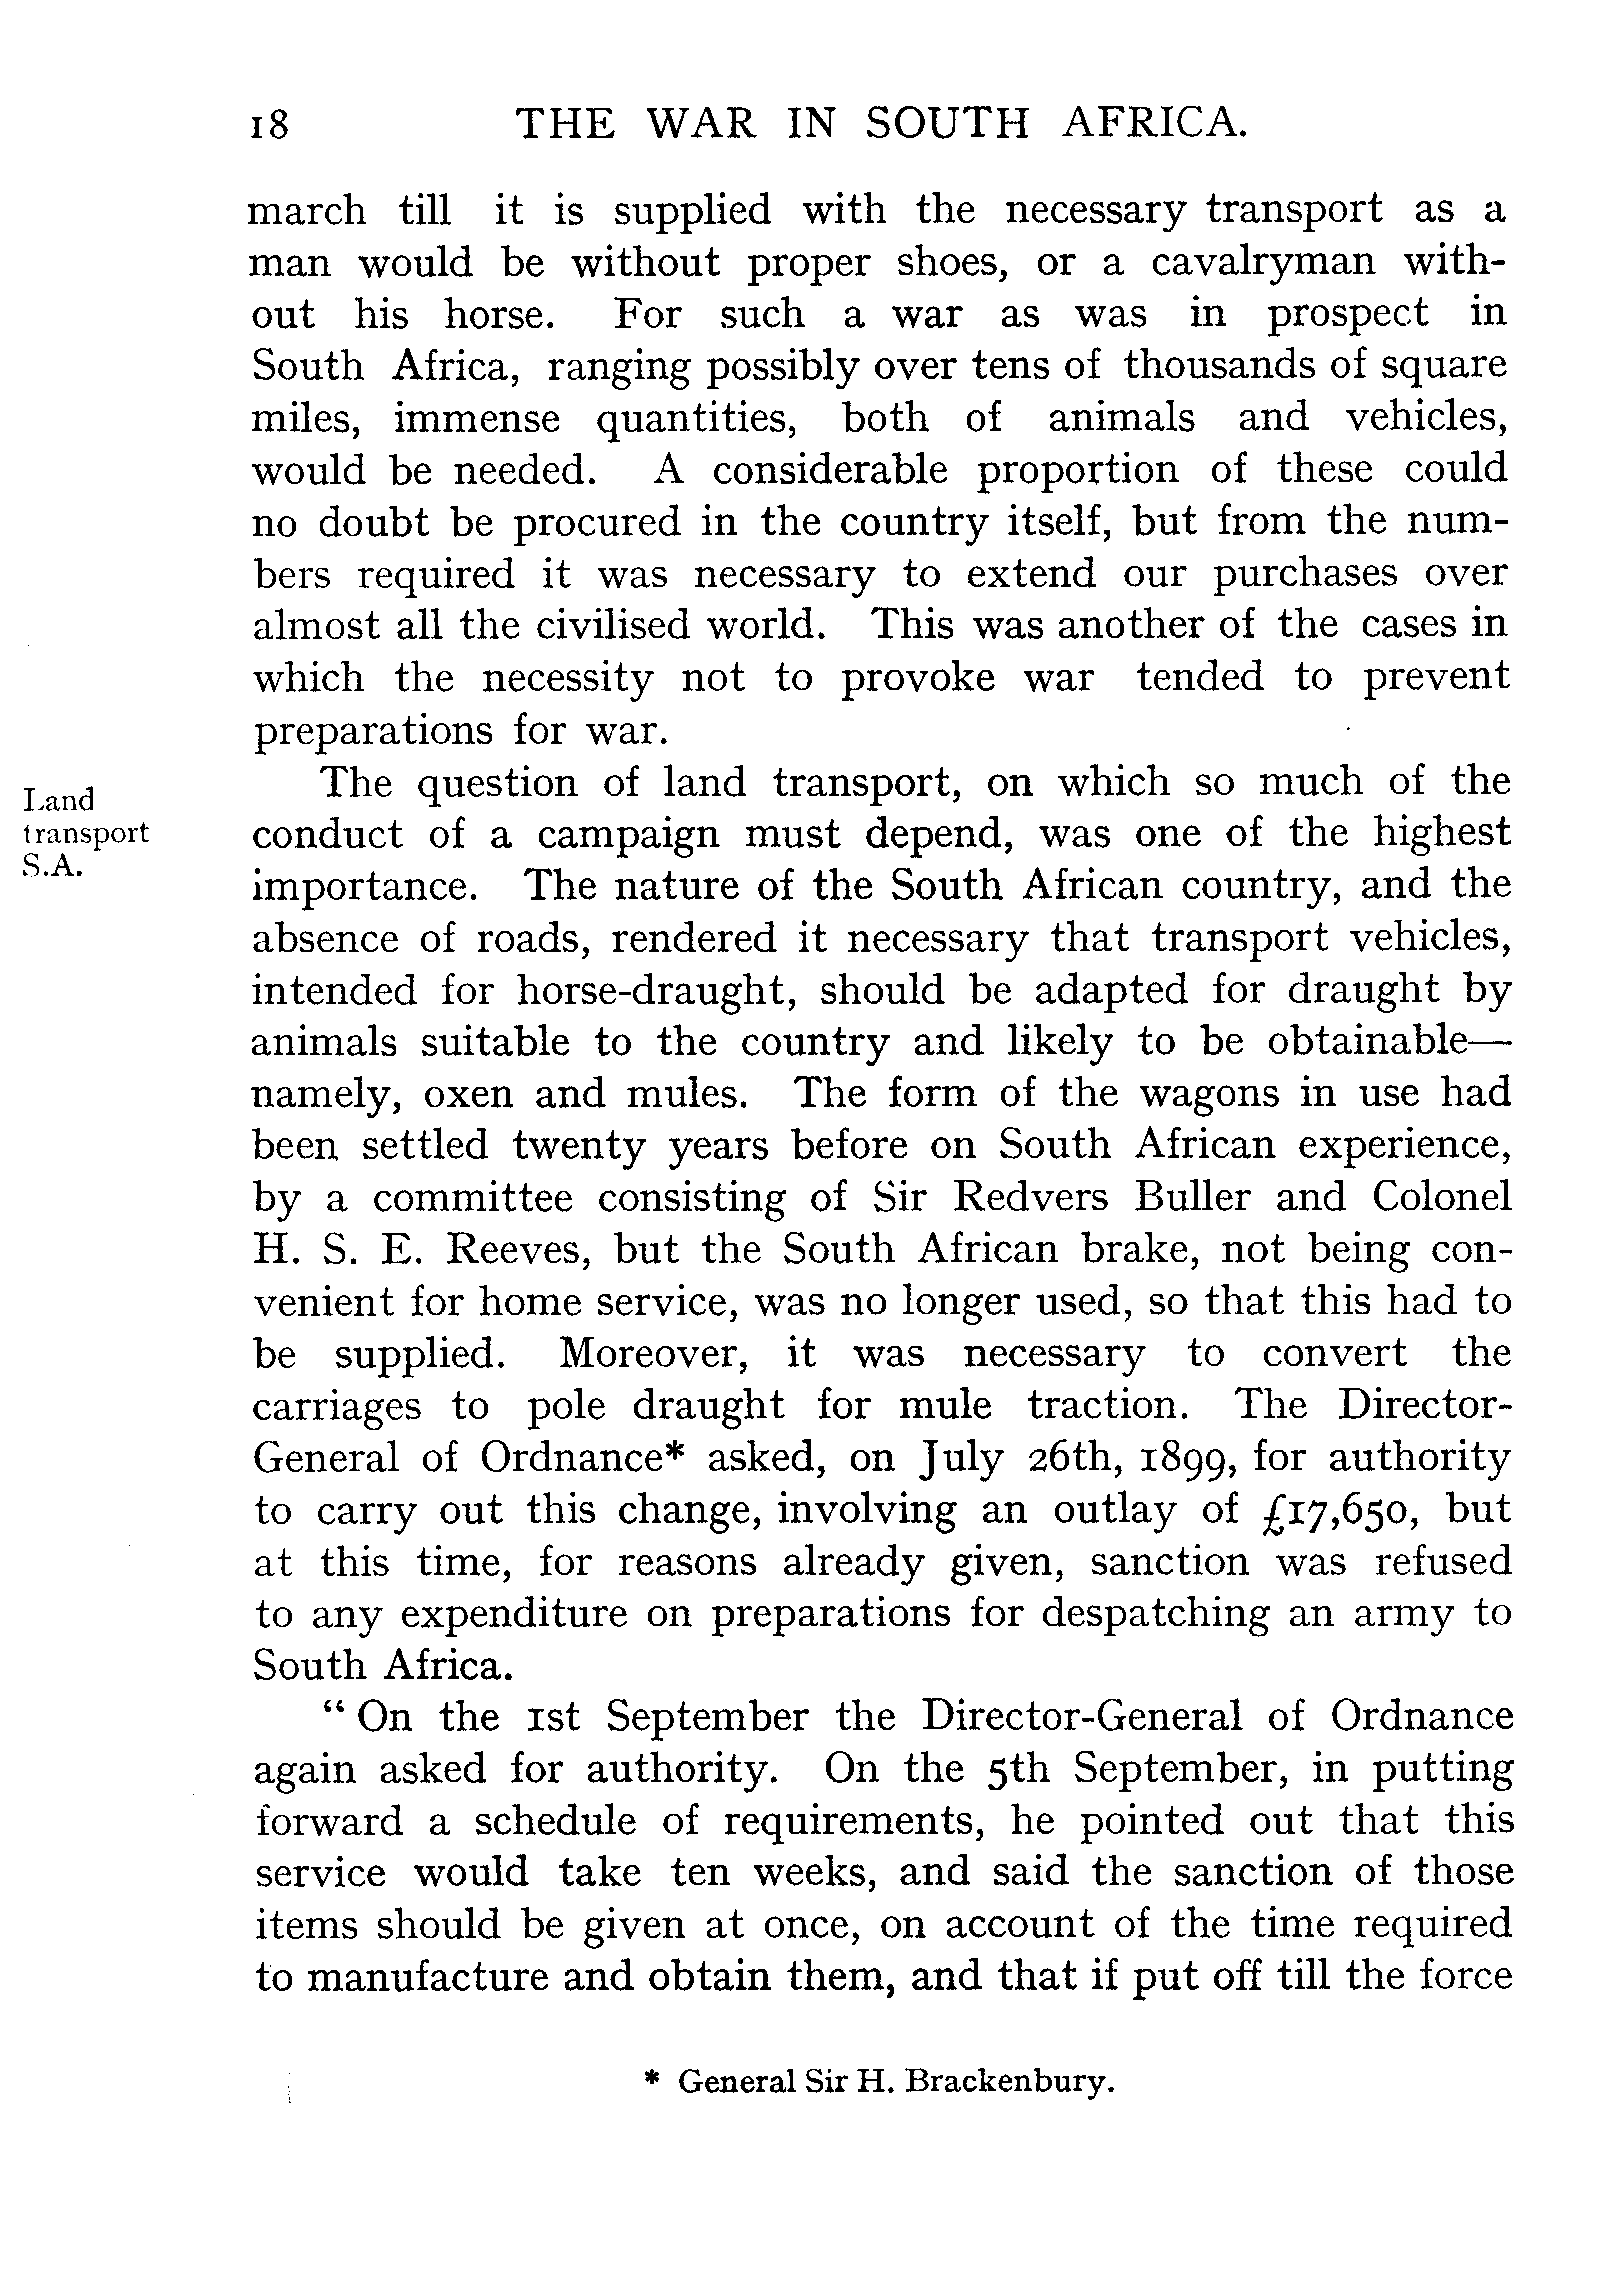 18 THE WAR IN SOUTH AFRICA.
march till it is supplied with the necessary transport as a
man would be without proper shoes, or a cavalryman with-
out his horse. For such a war as was in prospect in
South Africa, ranging possibly over tens of thousands of square
miles, immense quantities, both of animals and vehicles,
would be needed. A considerable proportion of these could
no doubt be procured in the country itself, but from the num-
bers required it was necessary to extend our purchases over
almost all the civilised world. This was another of the cases in
which the necessity not to provoke war tended to prevent
preparations for war.
Land
transport
S.A.
The question of land transport, on which so much of the
conduct of a campaign must depend, was one of the highest
importance. The nature of the South African country, and the
absence of roads, rendered it necessary that transport vehicles,
intended for horse-draught, should be adapted for draught by
animals suitable to the country and likely to be obtainable—
namely, oxen and mules. The form of the wagons in use had
been settled twenty years before on South African experience,
by a committee consisting of Sir Redvers Buller and Colonel
H. S. E. Reeves, but the South African brake, not being con-
venient for home service, was no longer used, so that this had to
be supplied. Moreover, it was necessary to convert the
carriages to pole draught for mule traction. The Director-
General of Ordnance* asked, on July 26th, 1899, for authority
to carry out this change, involving an outlay of £17,650, but
at this time, for reasons already given, sanction was refused
to any expenditure on preparations for despatching an army to
South Africa.
“ On the 1st September the Director-General of Ordnance
again asked for authority. On the 5th September, in putting
forward a schedule of requirements, he pointed out that this
service would take ten weeks, and said the sanction of those
items should be given at once, on account of the time required
to manufacture and obtain them, and that if put off till the force
* General Sir H. Brackenbury.